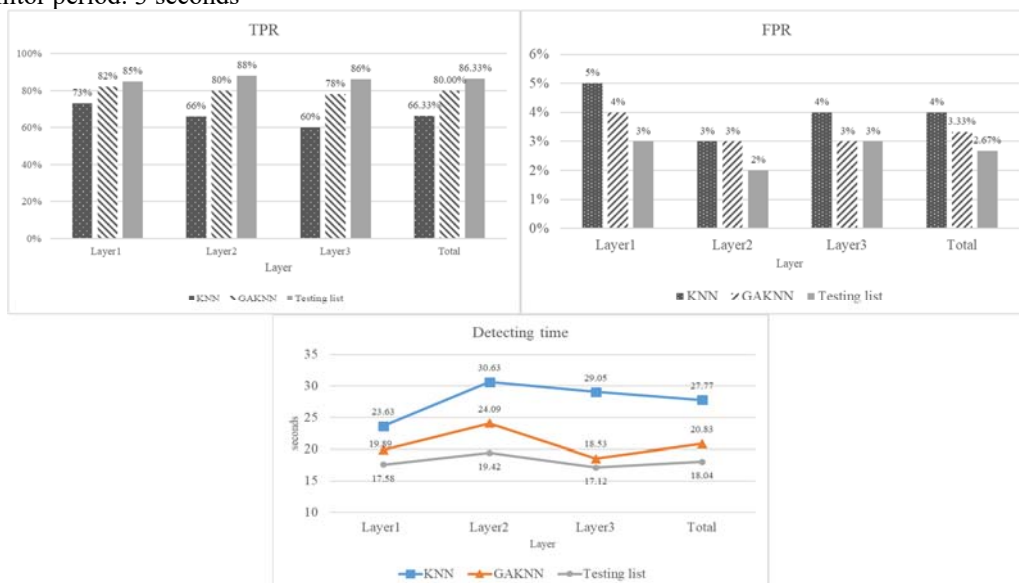 period: 5 seconds
TPR
100%
80%
60%
40%
20%
0%
73% 82% 85%
66% 80% 88%
60% 78% 86%
66.33% 80.00% 86.33%
Layer1 Layer2 Layer3 Total
Layer
KNN GAKNN Testing list
FPR
6%
5%
4%
3%
2%
1%
0%
5% 4% 3%
3% 3% 2%
4% 3% 3%
4% 3.33% 2.67%
Layer1 Layer2 Layer3 Total
Layer
KNN GAKNN Testing list
Detecting time
35
30
25
20
15
10
seconds
23.63 30.63 29.05 27.77
19.89 24.09 18.53 20.83
17.58 19.42 17.12 18.04
Layer1 Layer2 Layer3 Total
Layer
KNN GAKNN Testing list